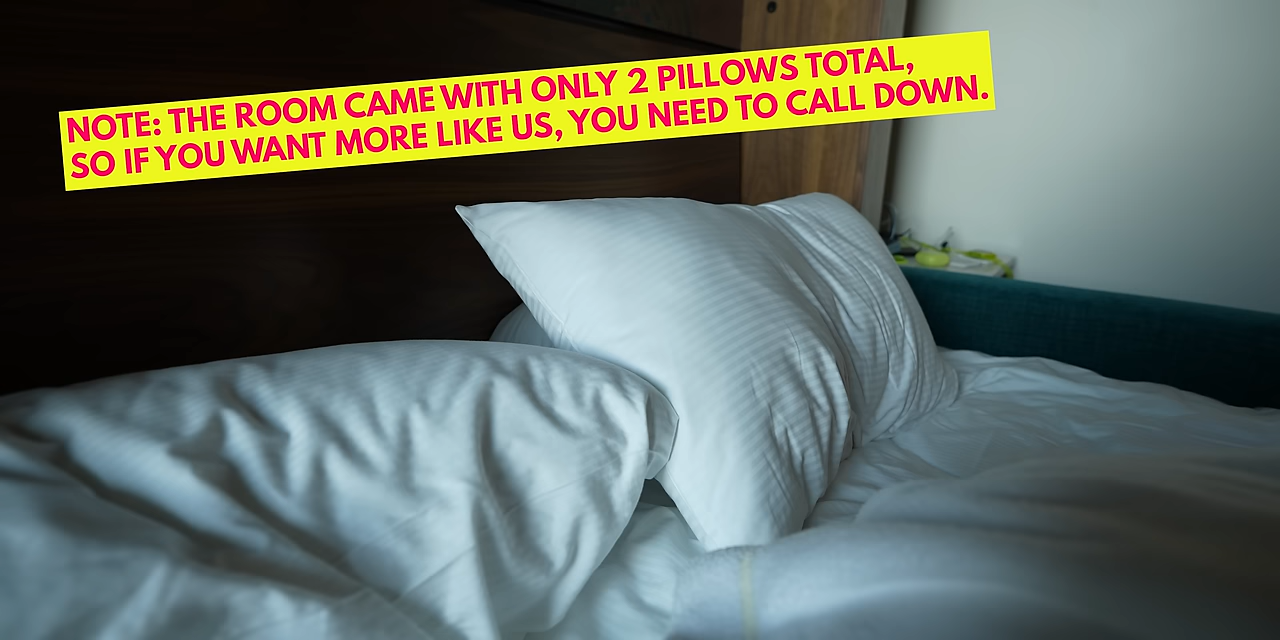 NOTE: THE ROOM CAME WITH ONLY 2 PILLOWS TOTAL,
SO IF YOU WANT MORE LIKE US, YOU NEED TO CALL DOWN.